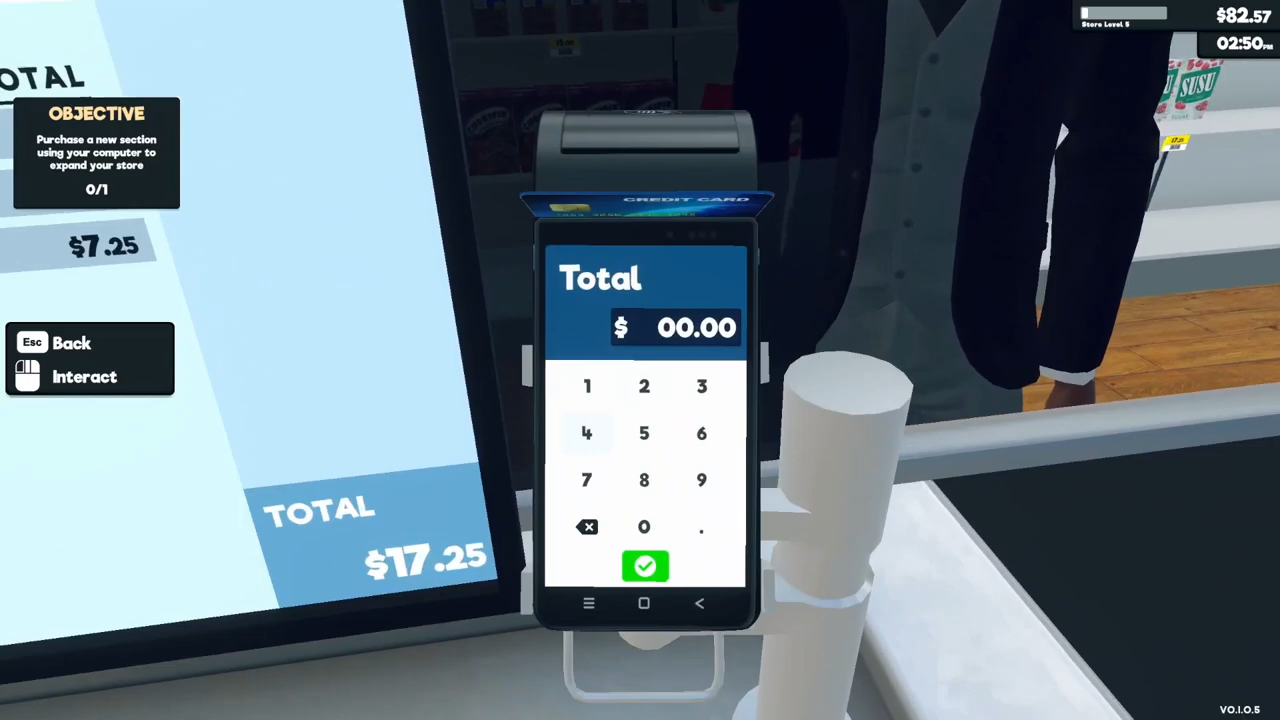 OTAL
OBJECTIVE
Purchase a new section
using your computer to
expand your store
0/1
$7.25
Esc Back
Interact
TOTAL
$17.25
CREDIT CARD
Total
$ 00.00
1 2 3
4 5 6
7 8 9
0 .
Store Level 5
$82.57
02:50PM
SUSU
V0.1.0.5